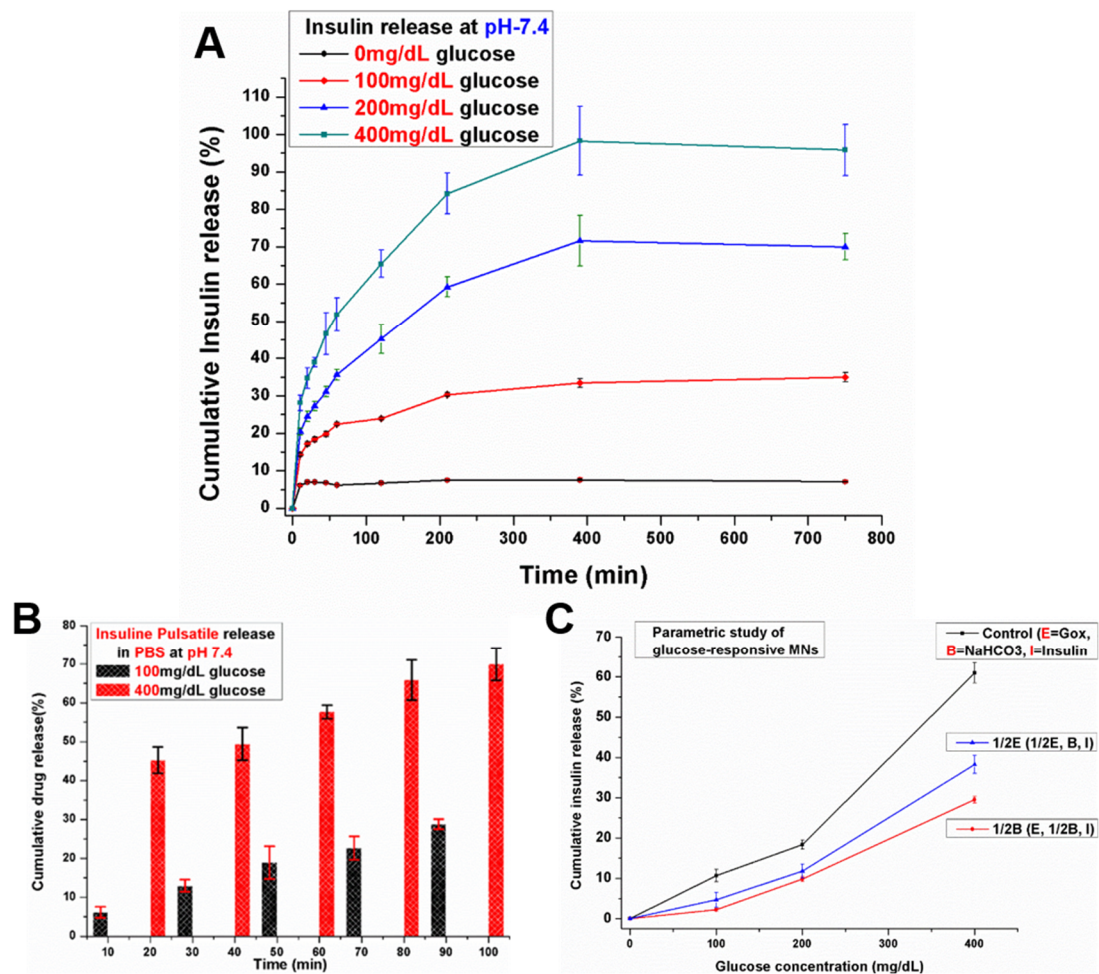 A
Insulin release at pH-7.4
0mg/dL glucose
100mg/dL glucose
200mg/dL glucose
400mg/dL glucose
110
100
90
80
70
60
50
40
30
20
10
0
Cumulative Insulin release (%)
0 100 200 300 400 500 600 700 800
Time (min)
B
Insuline Pulsatile release
in PBS at pH 7.4
100mg/dL glucose
400mg/dL glucose
80
70
60
50
40
30
20
10
0
Cumulative drug release(%)
10 20 30 40 50 60 70 80 90 100
Time (min)
C
Parametric study of
glucose-responsive MNs
Control (E=Gox,
B=NaHCO3, I=Insulin
1/2E (1/2E, B, I)
1/2B (E, 1/2B, I)
70
60
50
40
30
20
10
0
Cumulative insulin release (%)
0 100 200 300 400
Glucose concentration (mg/dL)